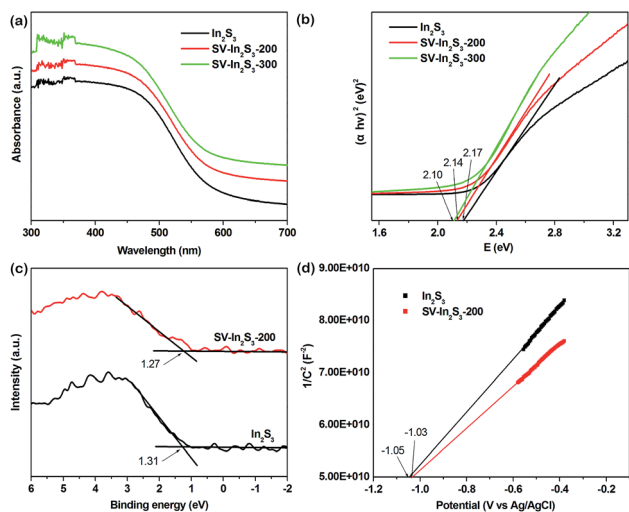 (a)
In₂S₃
SV-In₂S₃-200
SV-In₂S₃-300
Absorbance (a.u.)
300 400 500 600 700
Wavelength (nm)
(b)
In₂S₃
SV-In₂S₃-200
SV-In₂S₃-300
(α hν)² (eV)²
2.17
2.14
2.10
1.6 2.0 2.4 2.8 3.2
E (eV)
(c)
SV-In₂S₃-200
1.27
In₂S₃
1.31
Intensity (a.u.)
6 5 4 3 2 1 0 -1 -2
Binding energy (eV)
(d)
In₂S₃
SV-In₂S₃-200
1/C² (F⁻²)
9.00E+010
8.00E+010
7.00E+010
6.00E+010
5.00E+010
-1.03
-1.05
-1.2 -1.0 -0.8 -0.6 -0.4 -0.2
Potential (V vs Ag/AgCl)